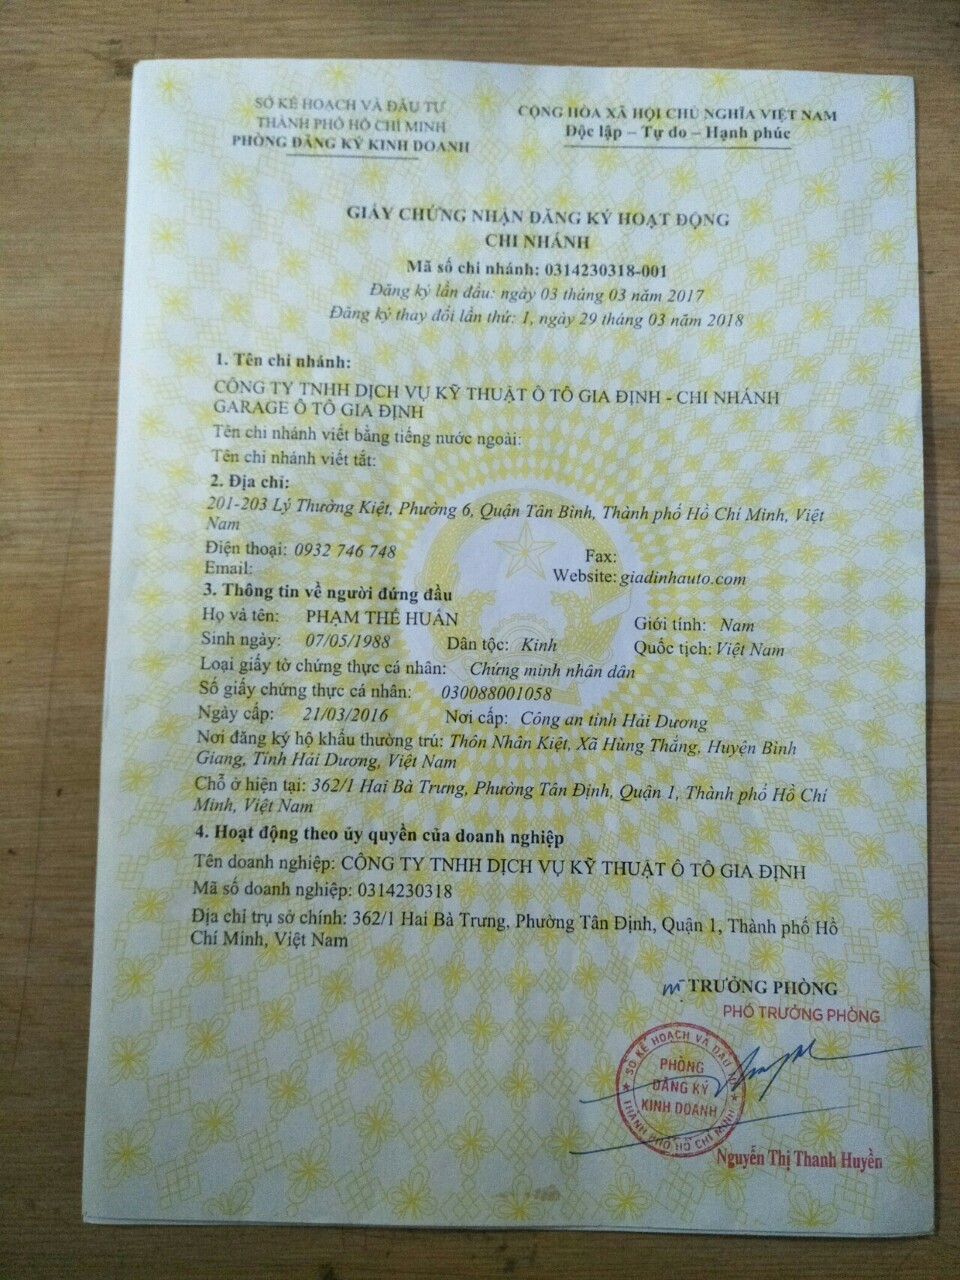 SỞ KẾ HOẠCH VÀ ĐẦU TƯ
THÀNH PHỐ HỒ CHÍ MINH
PHÒNG ĐĂNG KÝ KINH DOANH
CỘNG HÒA XÃ HỘI CHỦ NGHĨA VIỆT NAM
Độc lập – Tự do – Hạnh phúc
GIẤY CHỨNG NHẬN ĐĂNG KÝ HOẠT ĐỘNG
CHI NHÁNH
Mã số chi nhánh: 0314230318-001
Đăng ký lần đầu: ngày 03 tháng 03 năm 2017
Đăng ký thay đổi lần thứ: 1, ngày 29 tháng 03 năm 2018
1. Tên chi nhánh:
CÔNG TY TNHH DỊCH VỤ KỸ THUẬT Ô TÔ GIA ĐỊNH - CHI NHÁNH
GARAGE Ô TÔ GIA ĐỊNH
Tên chi nhánh viết bằng tiếng nước ngoài:
Tên chi nhánh viết tắt:
2. Địa chỉ:
201-203 Lý Thường Kiệt, Phường 6, Quận Tân Bình, Thành phố Hồ Chí Minh, Việt
Nam
Điện thoại: 0932 746 748 Fax:
Email: Website: giadinhauto.com
3. Thông tin về người đứng đầu
Họ và tên: PHẠM THẾ HUẤN Giới tính: Nam
Sinh ngày: 07/05/1988 Dân tộc: Kinh Quốc tịch: Việt Nam
Loại giấy tờ chứng thực cá nhân: Chứng minh nhân dân
Số giấy chứng thực cá nhân: 030088001058
Ngày cấp: 21/03/2016 Nơi cấp: Công an tỉnh Hải Dương
Nơi đăng ký hộ khẩu thường trú: Thôn Nhân Kiệt, Xã Hùng Thắng, Huyện Bình
Giang, Tỉnh Hải Dương, Việt Nam
Chỗ ở hiện tại: 362/1 Hai Bà Trưng, Phường Tân Định, Quận 1, Thành phố Hồ Chí
Minh, Việt Nam
4. Hoạt động theo ủy quyền của doanh nghiệp
Tên doanh nghiệp: CÔNG TY TNHH DỊCH VỤ KỸ THUẬT Ô TÔ GIA ĐỊNH
Mã số doanh nghiệp: 0314230318
Địa chỉ trụ sở chính: 362/1 Hai Bà Trưng, Phường Tân Định, Quận 1, Thành phố Hồ
Chí Minh, Việt Nam
TRƯỞNG PHÒNG
PHÓ TRƯỞNG PHÒNG
SỞ KẾ HOẠCH VÀ ĐẦU TƯ
PHÒNG
ĐĂNG KÝ
KINH DOANH
THÀNH PHỐ HỒ CHÍ MINH
Nguyễn Thị Thanh Huyền